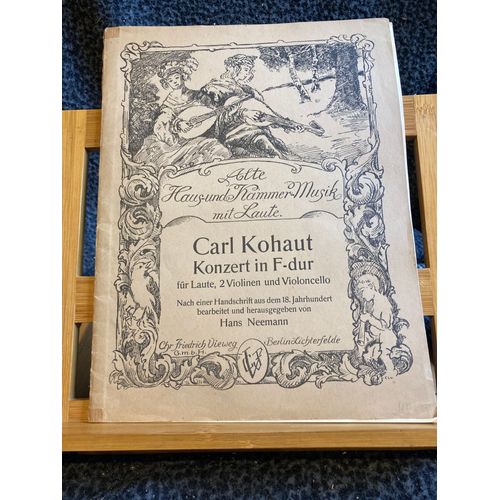 Alte
Haus und Kammer-Musik
mit Laute.
Carl Kohaut
Konzert in F-dur
für Laute, 2 Violinen und Violoncello
Nach einer Handschrift aus dem 18. Jahrhundert
bearbeitet und herausgegeben von
Hans Neemann
Chr. Friedrich Vieweg Berlin Lichterfelde
G.m.b.H.